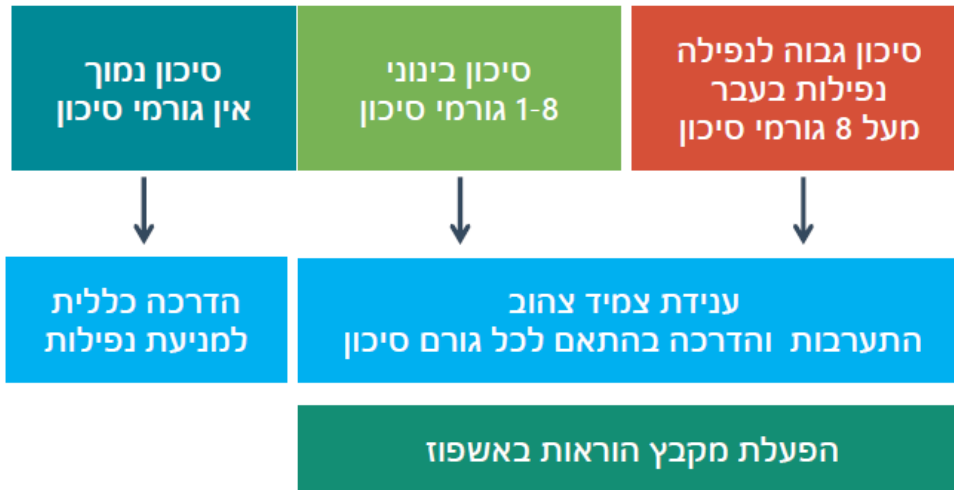 סיכון גבוה לנפילה
נפילות בעבר
מעל 8 גורמי סיכון
סיכון בינוני
1-8 גורמי סיכון
סיכון נמוך
אין גורמי סיכון
ענידת צמיד צהוב
התערבות והדרכה בהתאם לכל גורם סיכון
הדרכה כללית
למניעת נפילות
הפעלת מקבץ הוראות באשפוז